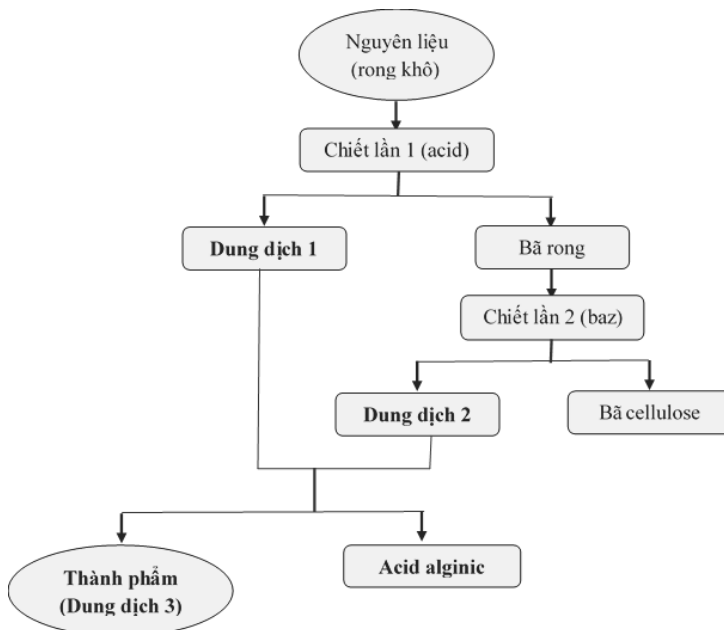 Nguyên liệu
(rong khô)
Chiết lần 1 (acid)
Dung dịch 1
Bã rong
Chiết lần 2 (baz)
Dung dịch 2
Bã cellulose
Thành phẩm
(Dung dịch 3)
Acid alginic